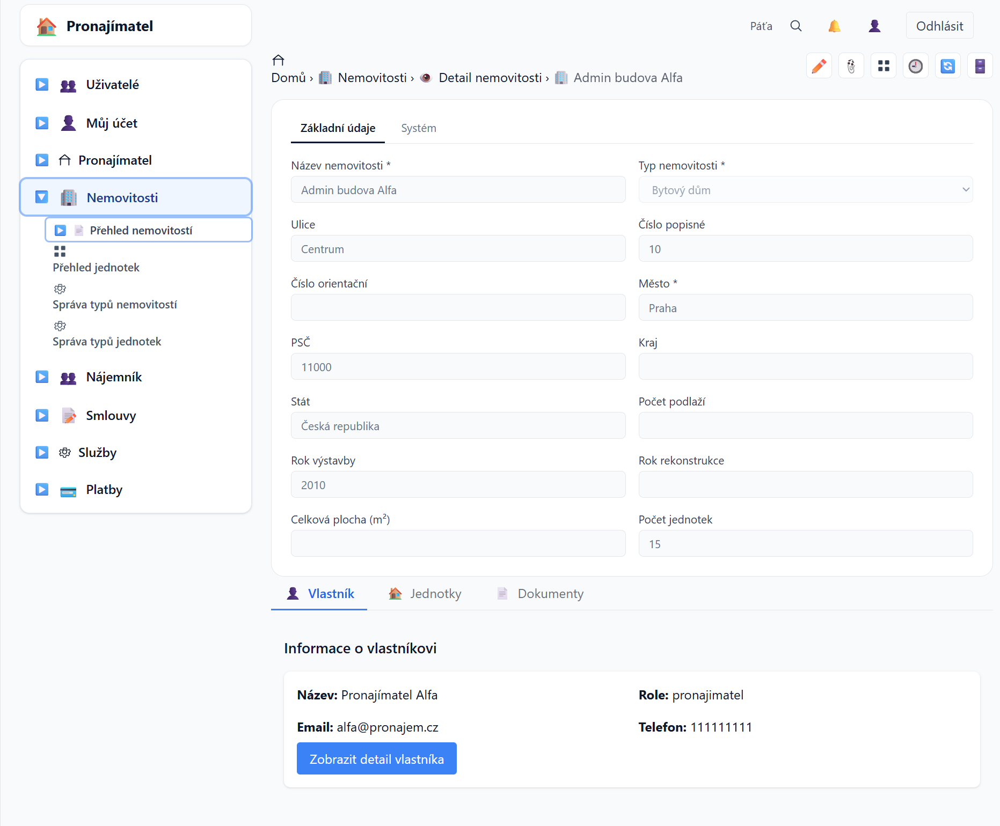 Pronajímatel
Páťa
Odhlásit
Uživatelé
Můj účet
Pronajímatel
Nemovitosti
Přehled nemovitostí
Přehled jednotek
Správa typů nemovitostí
Správa typů jednotek
Nájemník
Smlouvy
Služby
Platby
Domů › Nemovitosti › Detail nemovitosti › Admin budova Alfa
Základní údaje Systém
Název nemovitosti * Typ nemovitosti *
Admin budova Alfa Bytový dům
Ulice Číslo popisné
Centrum 10
Číslo orientační Město *
Praha
PSČ Kraj
11000
Stát Počet podlaží
Česká republika
Rok výstavby Rok rekonstrukce
2010
Celková plocha (m²) Počet jednotek
15
Vlastník Jednotky Dokumenty
Informace o vlastníkovi
Název: Pronajímatel Alfa Role: pronajimatel
Email: alfa@pronajem.cz Telefon: 111111111
Zobrazit detail vlastníka